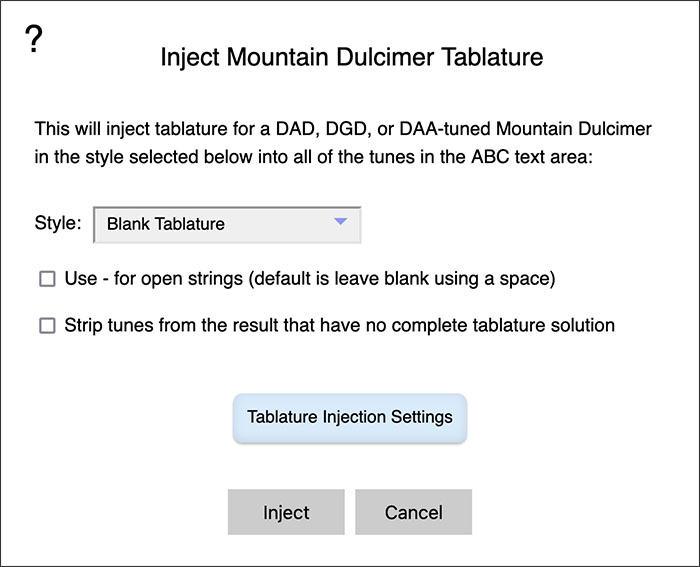 ?
Inject Mountain Dulcimer Tablature
This will inject tablature for a DAD, DGD, or DAA-tuned Mountain Dulcimer
in the style selected below into all of the tunes in the ABC text area:
Style: Blank Tablature
Use - for open strings (default is leave blank using a space)
Strip tunes from the result that have no complete tablature solution
Tablature Injection Settings
Inject Cancel